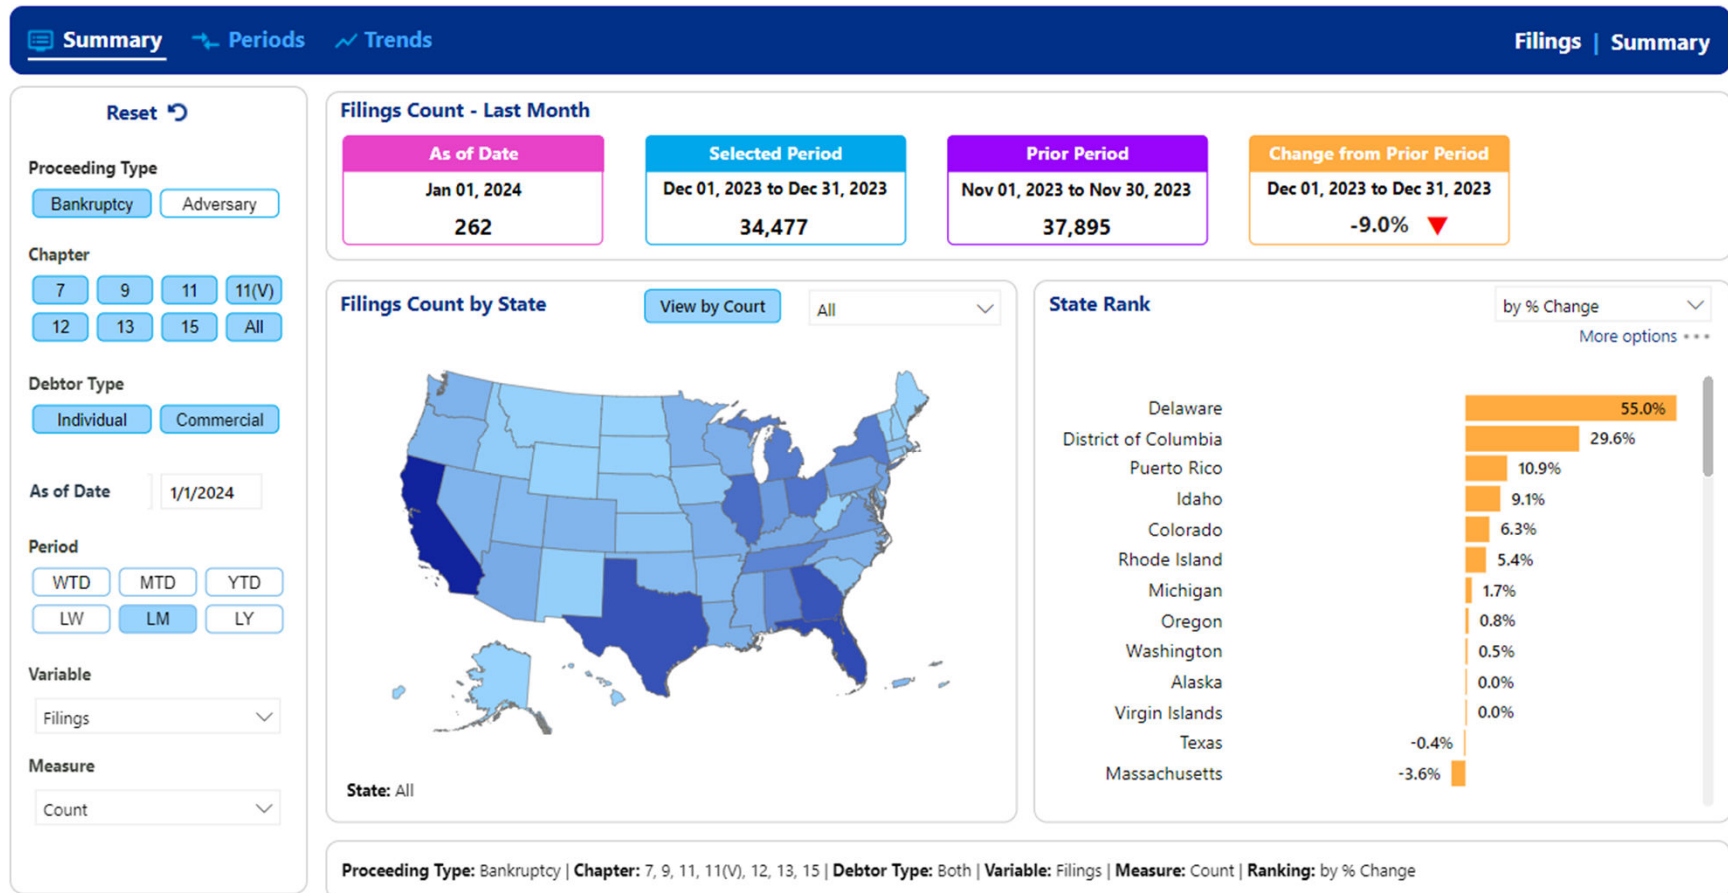 Summary Periods Trends Filings | Summary
Reset
Proceeding Type
Bankruptcy Adversary
Chapter
7 9 11 11(V)
12 13 15 All
Debtor Type
Individual Commercial
As of Date 1/1/2024
Period
WTD MTD YTD
LW LM LY
Variable
Filings
Measure
Count
Filings Count - Last Month
As of Date
Jan 01, 2024
262
Selected Period
Dec 01, 2023 to Dec 31, 2023
34,477
Prior Period
Nov 01, 2023 to Nov 30, 2023
37,895
Change from Prior Period
Dec 01, 2023 to Dec 31, 2023
-9.0%
Filings Count by State View by Court All
State: All
State Rank by % Change
More options
Delaware 55.0%
District of Columbia 29.6%
Puerto Rico 10.9%
Idaho 9.1%
Colorado 6.3%
Rhode Island 5.4%
Michigan 1.7%
Oregon 0.8%
Washington 0.5%
Alaska 0.0%
Virgin Islands 0.0%
Texas -0.4%
Massachusetts -3.6%
Proceeding Type: Bankruptcy | Chapter: 7, 9, 11, 11(V), 12, 13, 15 | Debtor Type: Both | Variable: Filings | Measure: Count | Ranking: by % Change